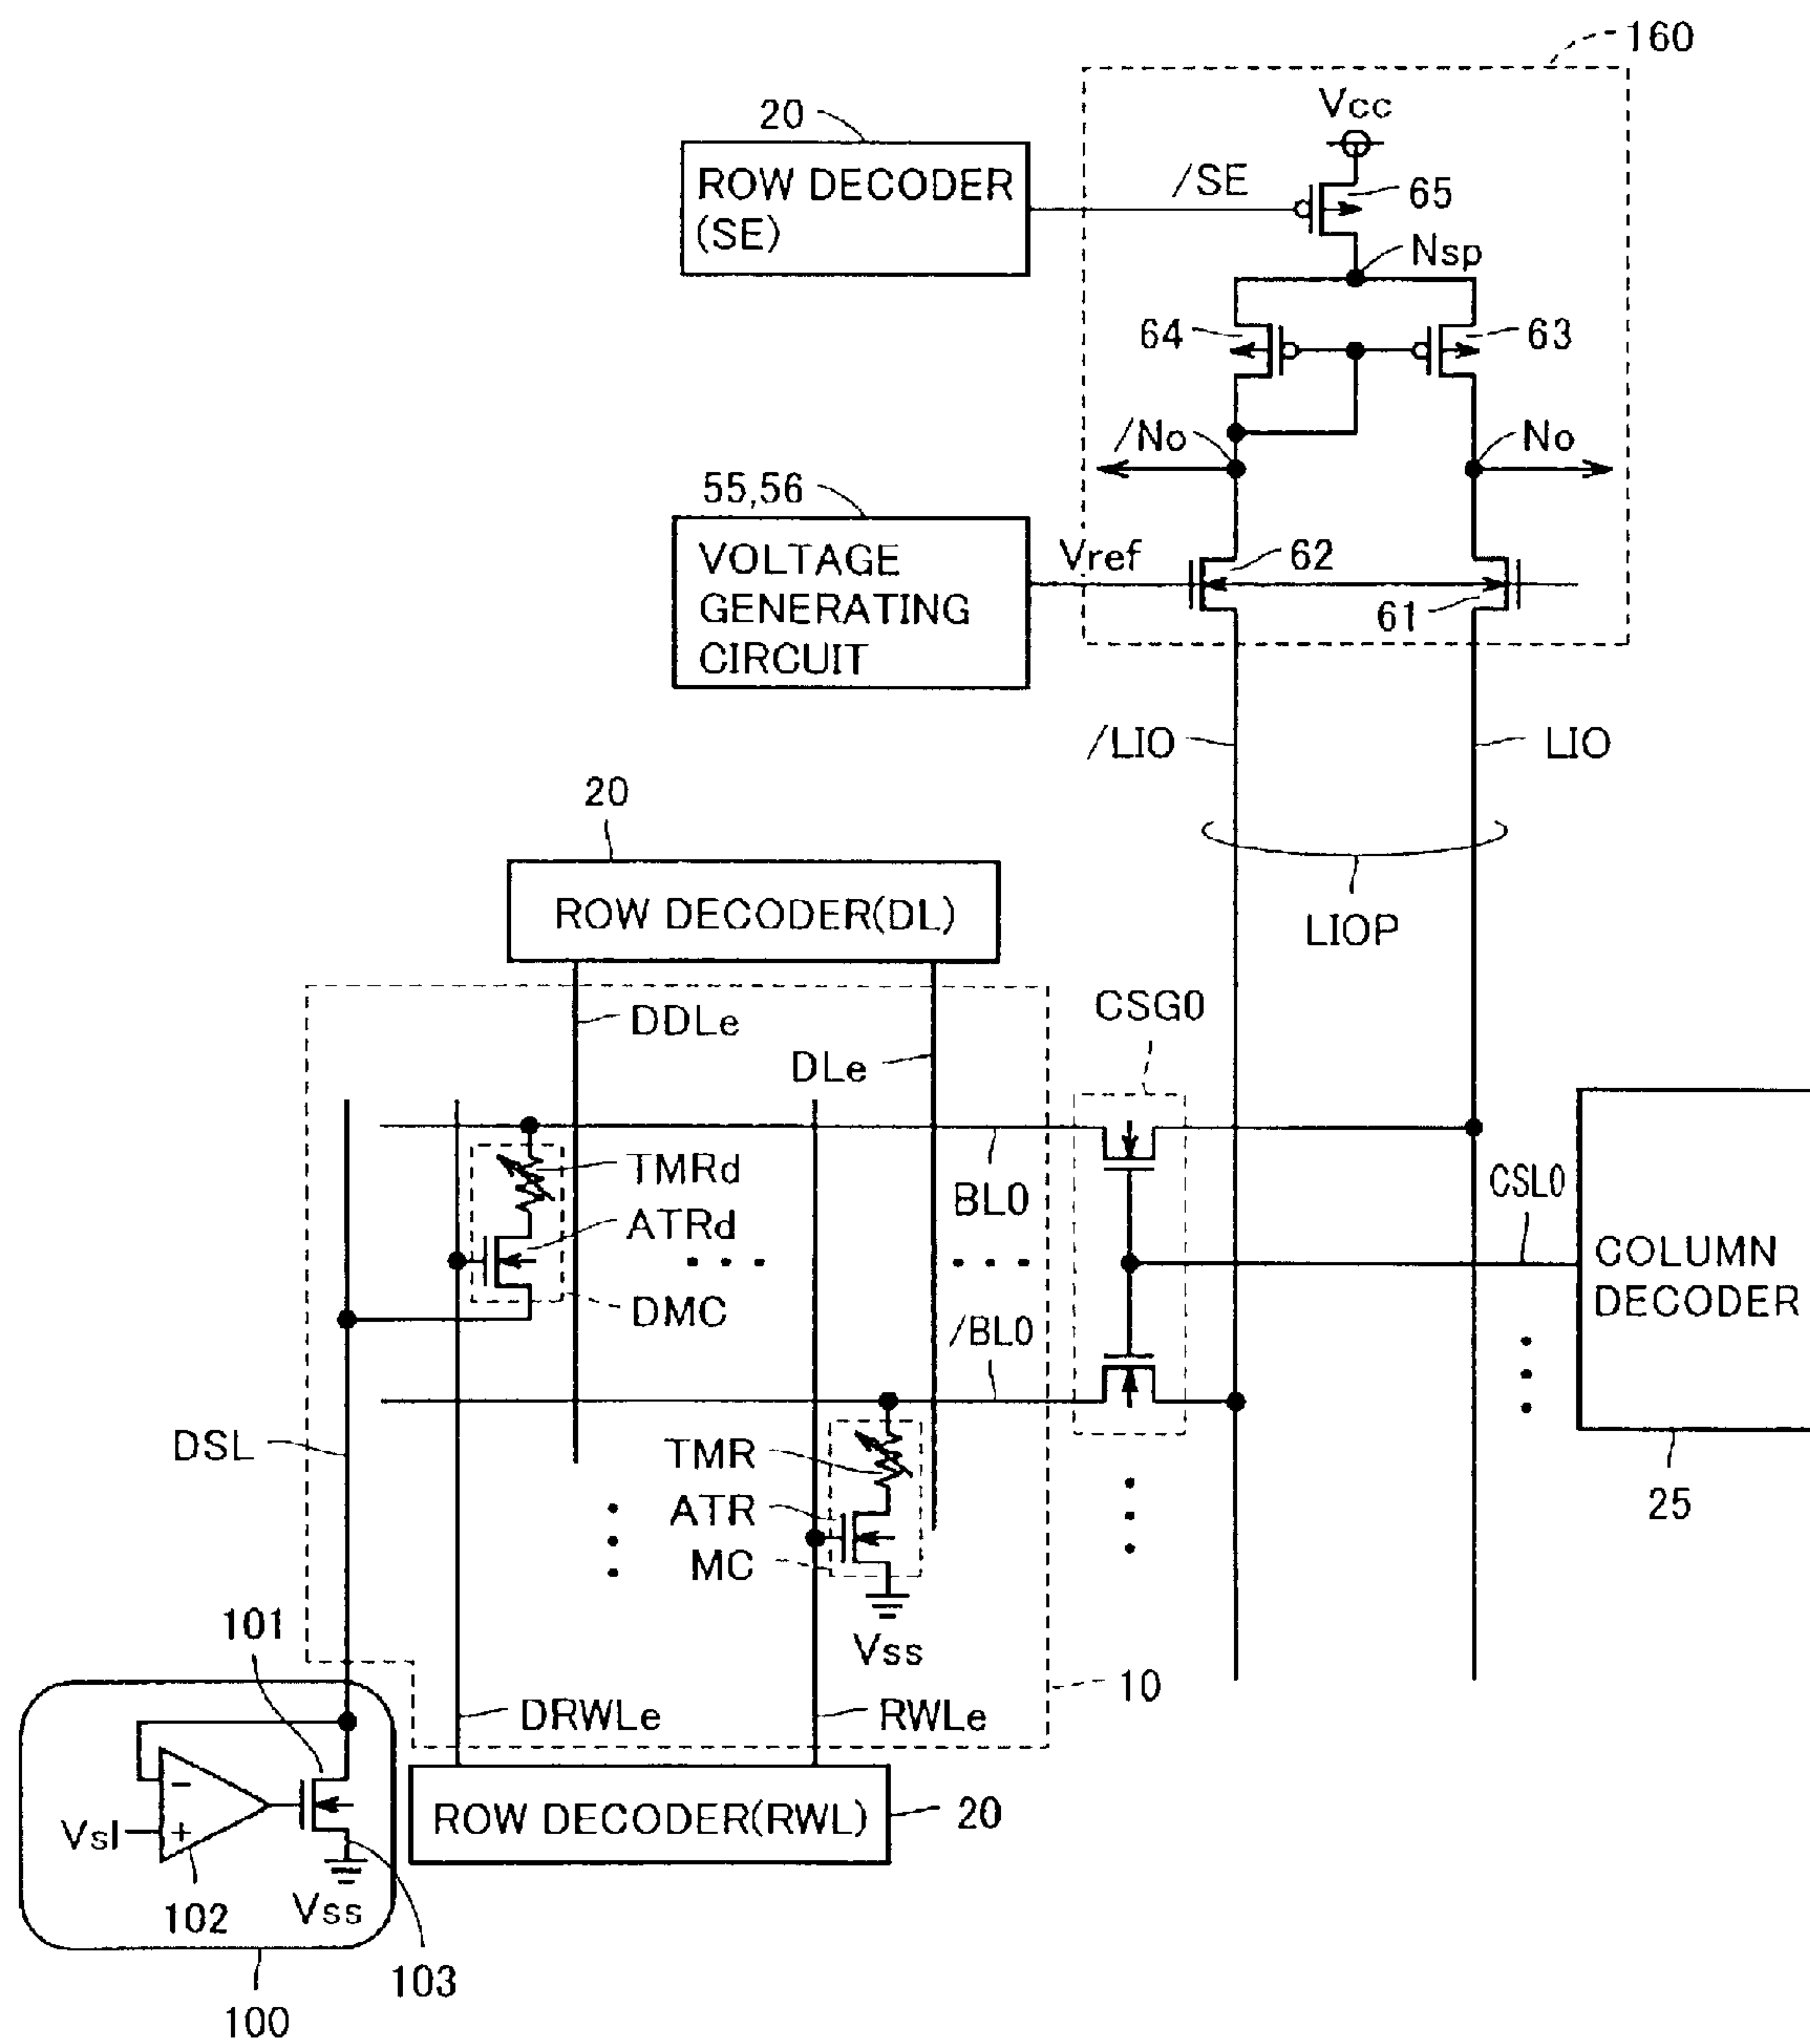 160
Vcc
20
ROW DECODER
(SE)
/SE
65
Nsp
64
63
/No
No
55,56
VOLTAGE
GENERATING
CIRCUIT
Vref
62
61
/LIO
LIO
20
ROW DECODER(DL)
LIOP
DDLe
CSG0
DLe
TMRd
BL0
CSL0
ATRd
COLUMN
DECODER
DMC
/BL0
DSL
TMR
25
ATR
MC
101
Vss
10
DRWLe
RWLe
-
Vsl
+
ROW DECODER(RWL)
20
102
Vss
103
100